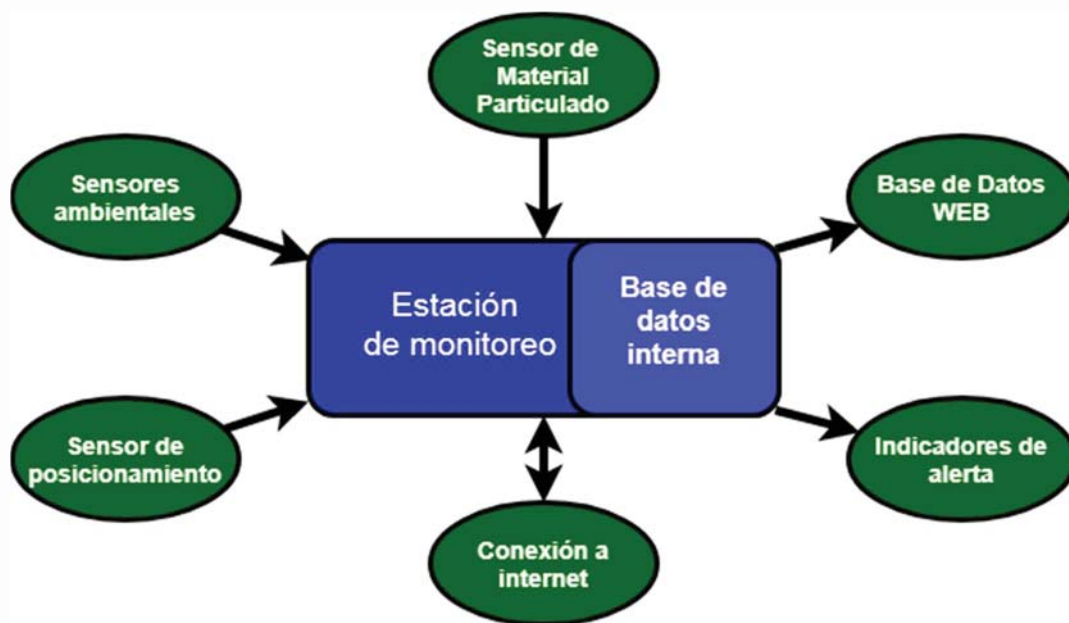 Sensor de
Material
Particulado
Sensores
ambientales
Base de Datos
WEB
Estación
de monitoreo
Base de
datos
interna
Sensor de
posicionamiento
Indicadores de
alerta
Conexión a
internet